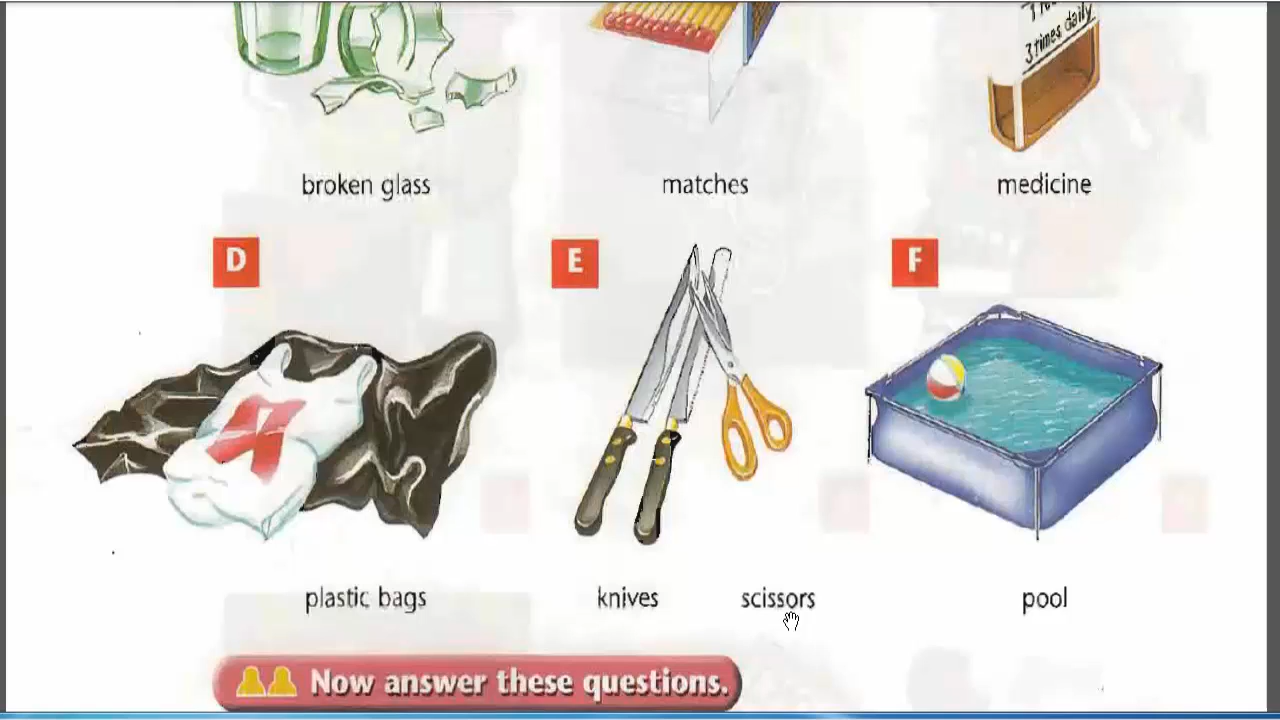 3 times daily
broken glass
matches
medicine
D
E
F
plastic bags
knives
scissors
pool
Now answer these questions.